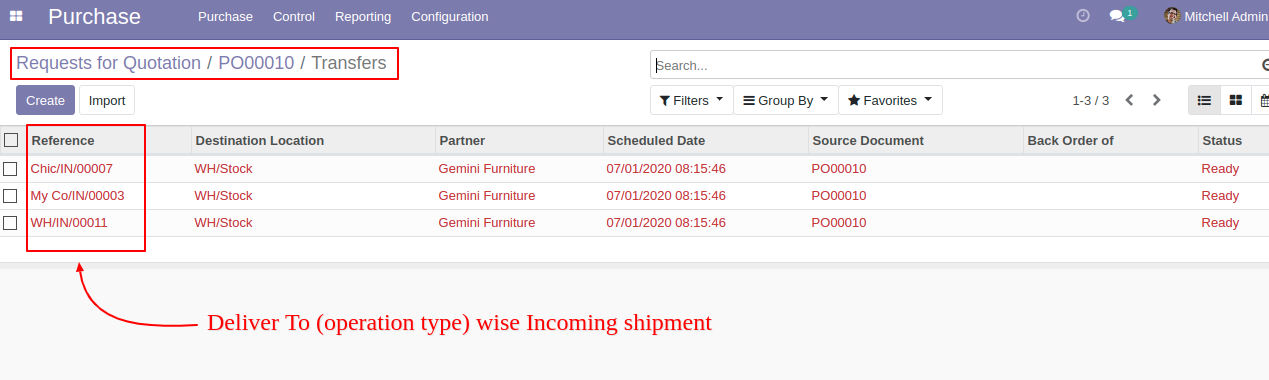 Purchase Purchase Control Reporting Configuration 1 Mitchell Admin
Requests for Quotation / PO00010 / Transfers Search...
Create Import Filters Group By Favorites 1-3 / 3
Reference Destination Location Partner Scheduled Date Source Document Back Order of Status
Chic/IN/00007 WH/Stock Gemini Furniture 07/01/2020 08:15:46 PO00010 Ready
My Co/IN/00003 WH/Stock Gemini Furniture 07/01/2020 08:15:46 PO00010 Ready
WH/IN/00011 WH/Stock Gemini Furniture 07/01/2020 08:15:46 PO00010 Ready
Deliver To (operation type) wise Incoming shipment